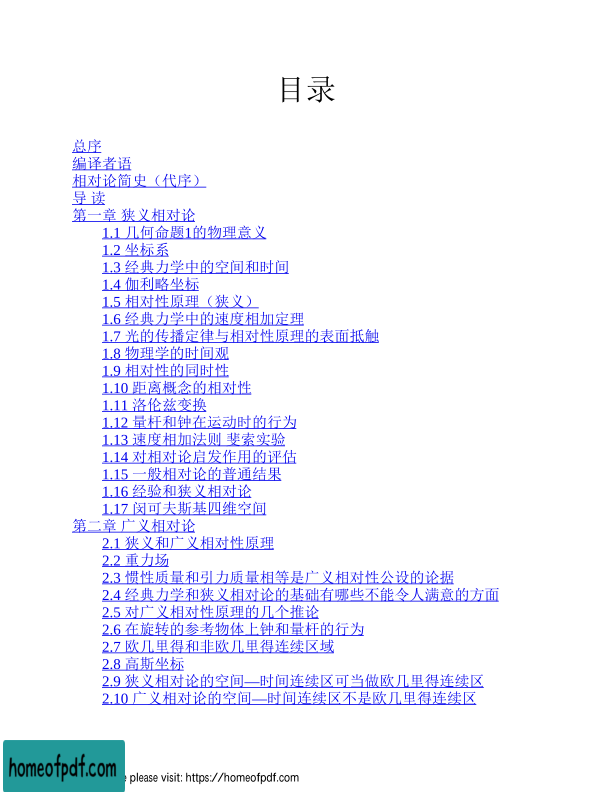 目录
总序
编译者语
相对论简史（代序）
导 读
第一章 狭义相对论
1.1 几何命题1的物理意义
1.2 坐标系
1.3 经典力学中的空间和时间
1.4 伽利略坐标
1.5 相对性原理（狭义）
1.6 经典力学中的速度相加定理
1.7 光的传播定律与相对性原理的表面抵触
1.8 物理学的时间观
1.9 相对性的同时性
1.10 距离概念的相对性
1.11 洛伦兹变换
1.12 量杆和钟在运动时的行为
1.13 速度相加法则 斐索实验
1.14 对相对论启发作用的评估
1.15 一般相对论的普通结果
1.16 经验和狭义相对论
1.17 闵可夫斯基四维空间
第二章 广义相对论
2.1 狭义和广义相对性原理
2.2 重力场
2.3 惯性质量和引力质量相等是广义相对性公设的论据
2.4 经典力学和狭义相对论的基础有哪些不能令人满意的方面
2.5 对广义相对性原理的几个推论
2.6 在旋转的参考物体上钟和量杆的行为
2.7 欧几里得和非欧几里得连续区域
2.8 高斯坐标
2.9 狭义相对论的空间—时间连续区可当做欧几里得连续区
2.10 广义相对论的空间—时间连续区不是欧几里得连续区
homeofpdf.com
please visit: https://homeofpdf.com